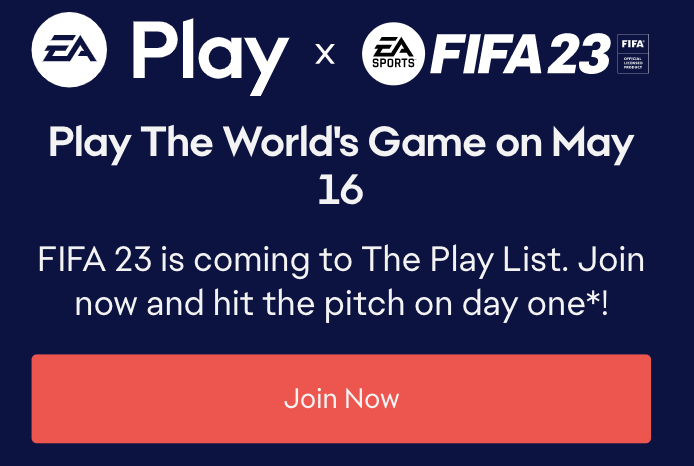 EA Play x EA SPORTS FIFA 23 FIFA OFFICIAL LICENSED PRODUCT
Play The World's Game on May
16
FIFA 23 is coming to The Play List. Join
now and hit the pitch on day one*!
Join Now